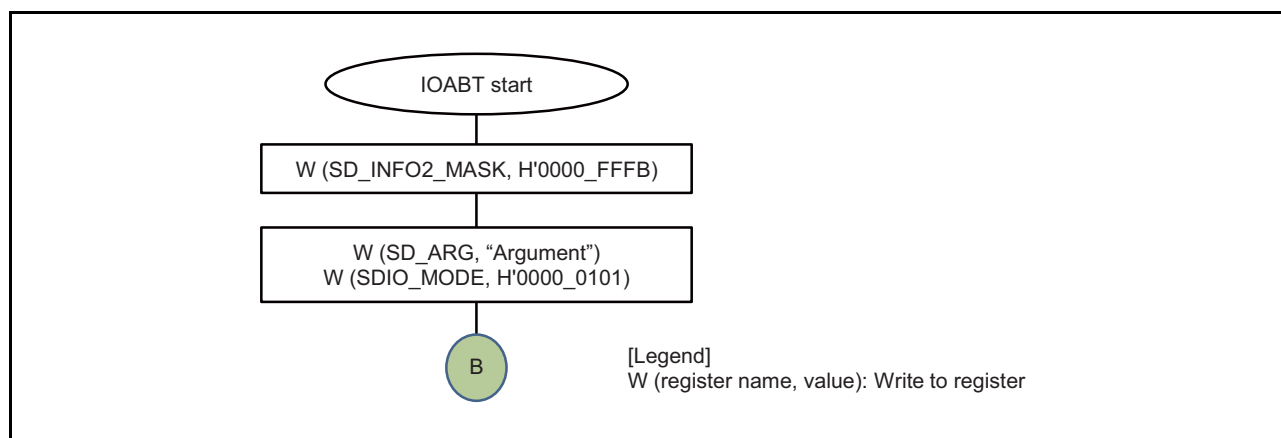 IOABT start
W (SD_INFO2_MASK, H'0000_FFFB)
W (SD_ARG, “Argument”)
W (SDIO_MODE, H'0000_0101)
B
[Legend]
W (register name, value): Write to register